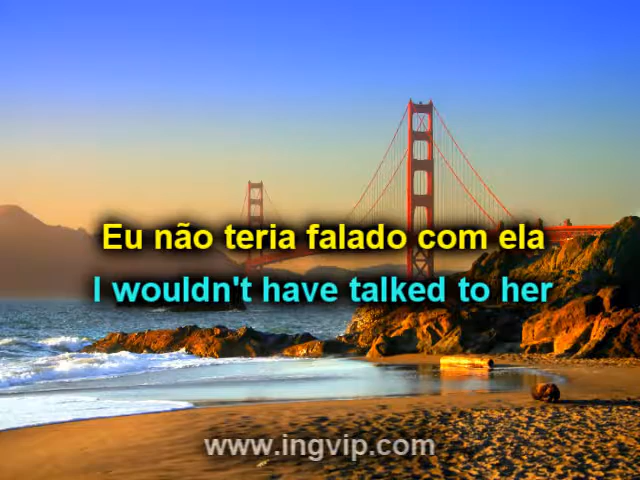 Eu não teria falado com ela
I wouldn't have talked to her
www.ingvip.com